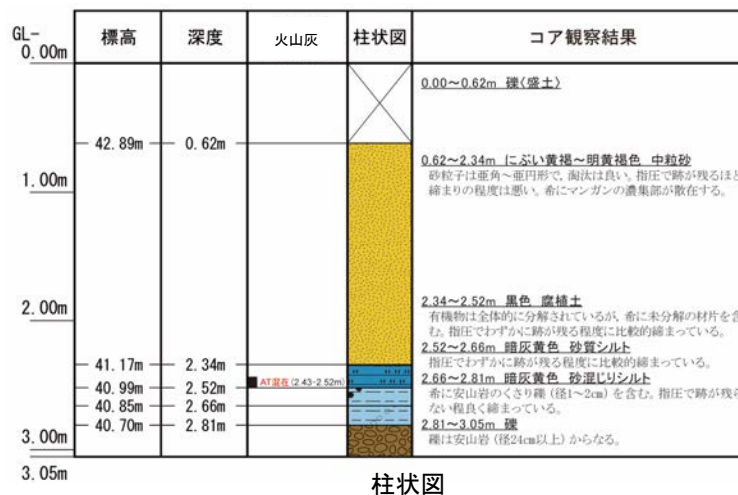 GL-
0.00m
標高 深度 火山灰 柱状図 コア観察結果
0.00～0.62m 礫〈盛土〉
42.89m 0.62m
0.62～2.34m にぶい黄褐～明黄褐色 中粒砂
砂粒子は亜角～亜円形で, 淘汰は良い。指圧で跡が残るほど
締まりの程度は悪い。希にマンガンの濃集部が散在する。
1.00m
2.00m
2.34～2.52m 黒色 腐植土
有機物は全体的に分解されているが, 希に未分解の材片を含
む。指圧でわずかに跡が残る程度に比較的締まっている。
41.17m 2.34m
2.52～2.66m 暗灰黄色 砂質シルト
指圧でわずかに跡が残る程度に比較的締まっている。
AT混在(2.43-2.52m)
40.99m 2.52m
2.66～2.81m 暗灰黄色 砂混じりシルト
希に安山岩のくさり礫 (径1～2cm) を含む。指圧で跡が残ら
ない程良く締まっている。
40.85m 2.66m
40.70m 2.81m
2.81～3.05m 礫
礫は安山岩 (径24cm以上) からなる。
3.00m
3.05m
柱状図